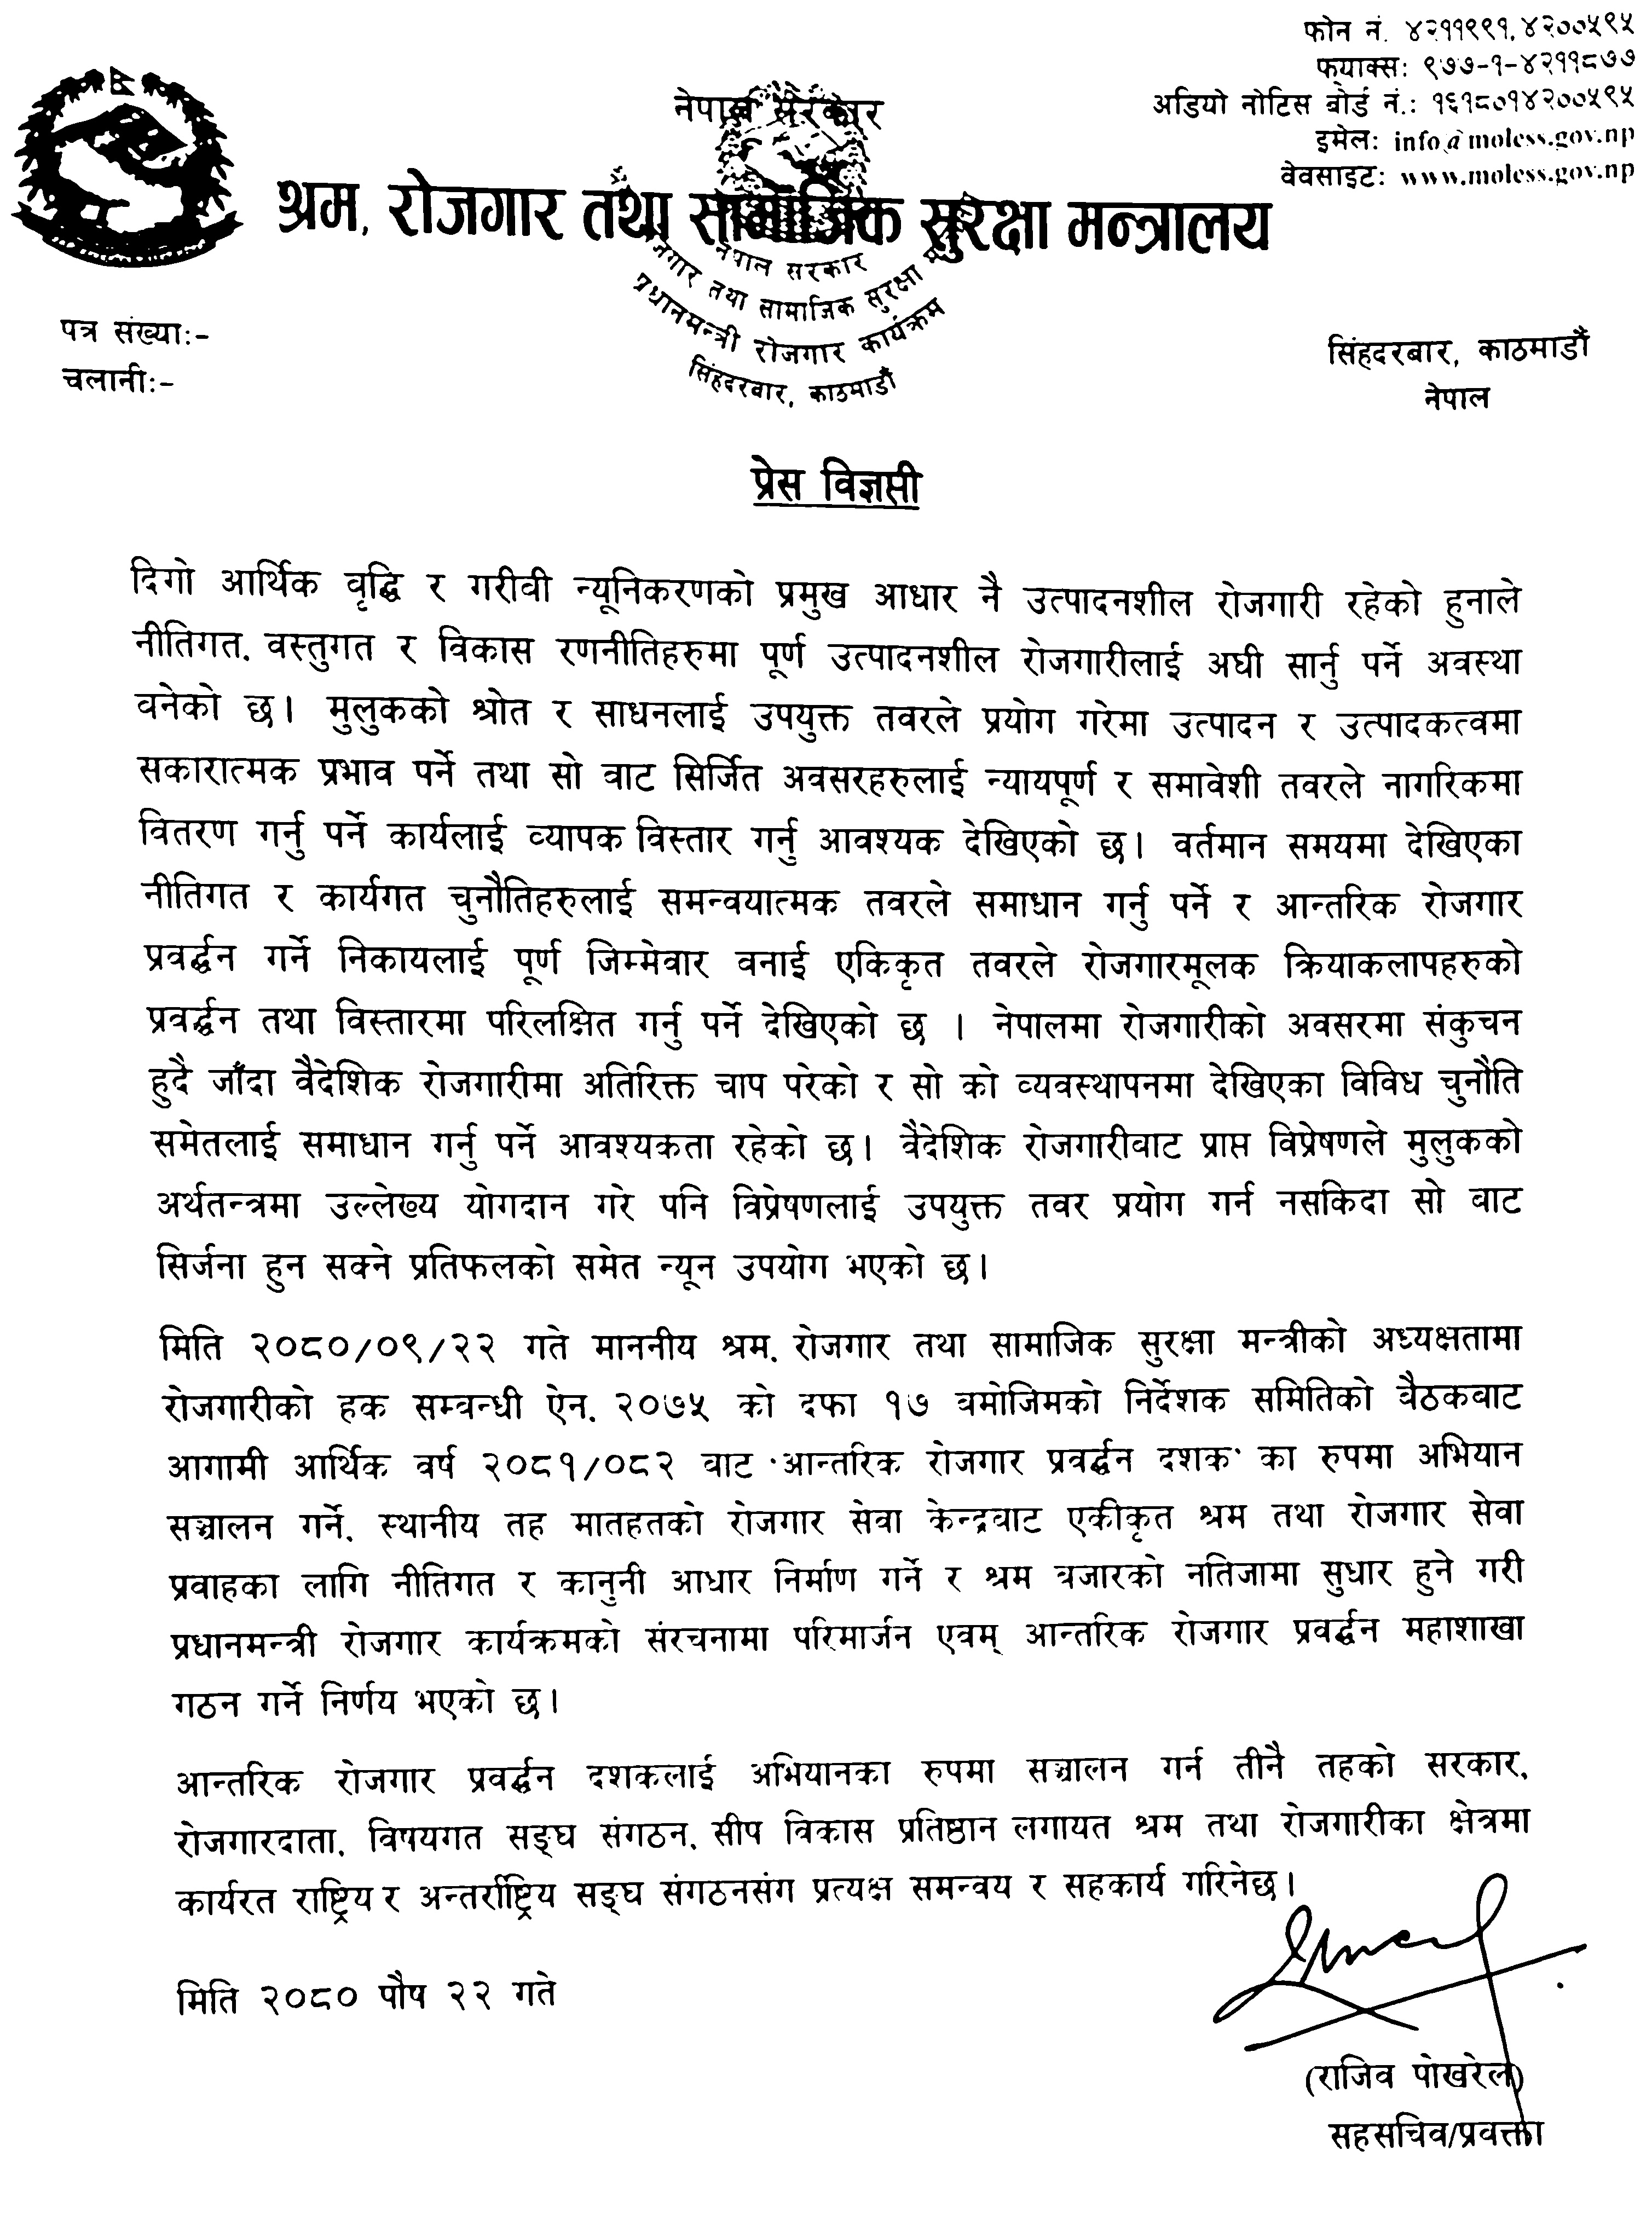 फोन नं. ४२११९९१, ४२००५९५
फ्याक्स: ९७७-१-४२११८७७
अडियो नोटिस बोर्ड नं.: १६१८०१४२००५९५
इमेल: info@moless.gov.np
वेवसाइट: www.moless.gov.np
नेपाल सरकार
श्रम, रोजगार तथा सामाजिक सुरक्षा मन्त्रालय
नेपाल सरकार
तथा सामाजिक सुरक्षा
प्रधानमन्त्री रोजगार कार्यक्रम
सिंहदरबार, काठमाडौं
पत्र संख्या:-
चलानी:-
सिंहदरबार, काठमाडौं
नेपाल
प्रेस विज्ञप्ती
दिगो आर्थिक वृद्धि र गरीवी न्यूनिकरणको प्रमुख आधार नै उत्पादनशील रोजगारी रहेको हुनाले
नीतिगत, वस्तुगत र विकास रणनीतिहरुमा पूर्ण उत्पादनशील रोजगारीलाई अघी सार्नु पर्ने अवस्था
वनेको छ। मुलुकको श्रोत र साधनलाई उपयुक्त तवरले प्रयोग गरेमा उत्पादन र उत्पादकत्वमा
सकारात्मक प्रभाव पर्ने तथा सो वाट सिर्जित अवसरहरुलाई न्यायपूर्ण र समावेशी तवरले नागरिकमा
वितरण गर्नु पर्ने कार्यलाई व्यापक विस्तार गर्नु आवश्यक देखिएको छ। वर्तमान समयमा देखिएका
नीतिगत र कार्यगत चुनौतिहरुलाई समन्वयात्मक तवरले समाधान गर्नु पर्ने र आन्तरिक रोजगार
प्रवर्द्धन गर्ने निकायलाई पूर्ण जिम्मेवार वनाई एकिकृत तवरले रोजगारमूलक क्रियाकलापहरुको
प्रवर्द्धन तथा विस्तारमा परिलक्षित गर्नु पर्ने देखिएको छ । नेपालमा रोजगारीको अवसरमा संकुचन
हुदै जाँदा वैदेशिक रोजगारीमा अतिरिक्त चाप परेको र सो को व्यवस्थापनमा देखिएका विविध चुनौति
समेतलाई समाधान गर्नु पर्ने आवश्यकता रहेको छ। वैदेशिक रोजगारीवाट प्राप्त विप्रेषणले मुलुकको
अर्थतन्त्रमा उल्लेख्य योगदान गरे पनि विप्रेषणलाई उपयुक्त तवर प्रयोग गर्न नसकिदा सो बाट
सिर्जना हुन सक्ने प्रतिफलको समेत न्यून उपयोग भएको छ।
मिति २०८०/०९/२२ गते माननीय श्रम, रोजगार तथा सामाजिक सुरक्षा मन्त्रीको अध्यक्षतामा
रोजगारीको हक सम्वन्धी ऐन, २०७५ को दफा १७ वमोजिमको निर्देशक समितिको वैठकवाट
आगामी आर्थिक वर्ष २०८१/०८२ वाट 'आन्तरिक रोजगार प्रवर्द्धन दशक' का रुपमा अभियान
सञ्चालन गर्ने, स्थानीय तह मातहतको रोजगार सेवा केन्द्रवाट एकीकृत श्रम तथा रोजगार सेवा
प्रवाहका लागि नीतिगत र कानुनी आधार निर्माण गर्ने र श्रम वजारको नतिजामा सुधार हुने गरी
प्रधानमन्त्री रोजगार कार्यक्रमको संरचनामा परिमार्जन एवम् आन्तरिक रोजगार प्रवर्द्धन महाशाखा
गठन गर्ने निर्णय भएको छ।
आन्तरिक रोजगार प्रवर्द्धन दशकलाई अभियानका रुपमा सञ्चालन गर्न तीनै तहको सरकार,
रोजगारदाता, विषयगत सङ्घ संगठन, सीप विकास प्रतिष्ठान लगायत श्रम तथा रोजगारीका क्षेत्रमा
कार्यरत राष्ट्रिय र अन्तर्राष्ट्रिय सङ्घ संगठनसंग प्रत्यक्ष समन्वय र सहकार्य गरिनेछ।
मिति २०८० पौष २२ गते
(राजिव पोखरेल)
सहसचिव/प्रवक्ता